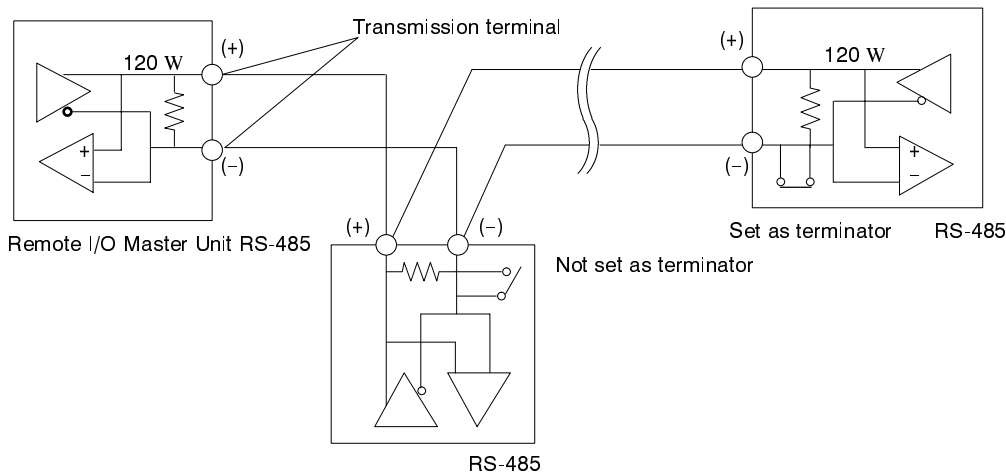 Transmission terminal
(+)
120 W
+
−
(−)
Remote I/O Master Unit RS-485
(+)
120 W
+
−
(−)
Set as terminator
RS-485
(+)
(−)
Not set as terminator
RS-485